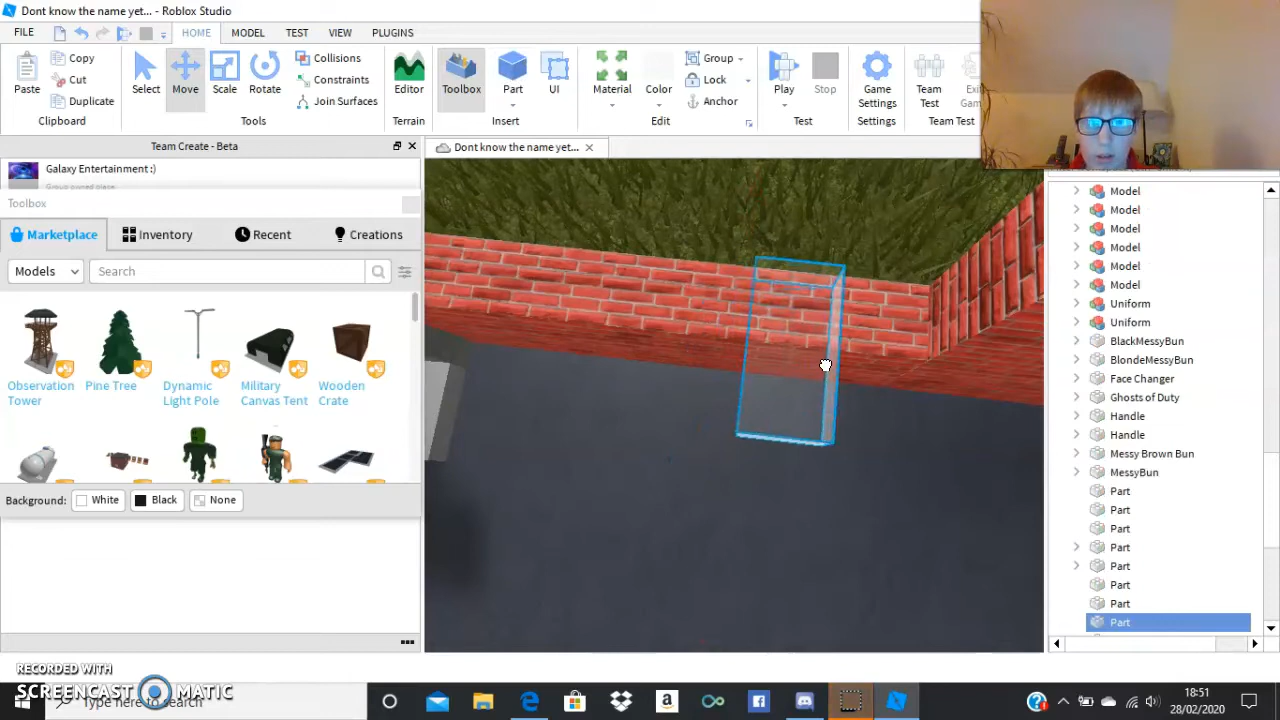 Dont know the name yet... - Roblox Studio
FILE HOME MODEL TEST VIEW PLUGINS
Paste Copy Cut Duplicate Clipboard
Select Move Scale Rotate Collisions Constraints Join Surfaces Tools
Editor Terrain
Toolbox Part UI Insert
Material Color Group Lock Anchor Edit
Play Stop Test
Game Settings Settings
Team Test Team Test
Team Create - Beta
Dont know the name yet...
Galaxy Entertainment :)
Group owned place
Toolbox
Marketplace Inventory Recent Creations
Models Search
Observation Tower
Pine Tree
Dynamic Light Pole
Military Canvas Tent
Wooden Crate
Background: White Black None
Model
Model
Model
Model
Model
Model
Uniform
Uniform
BlackMessyBun
BlondeMessyBun
Face Changer
Ghosts of Duty
Handle
Handle
Messy Brown Bun
MessyBun
Part
Part
Part
Part
Part
Part
Part
Part
RECORDED WITH
SCREENCAST MATIC
18:51
28/02/2020